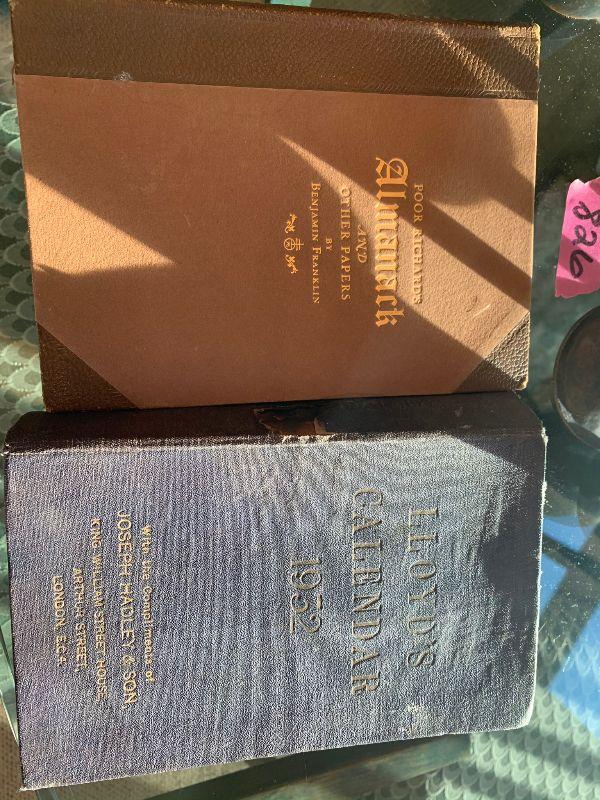 POOR RICHARD'S
Almanack
AND
OTHER PAPERS
BY
BENJAMIN FRANKLIN
LLOYD'S
CALENDAR
1932
With the Compliments of
JOSEPH HADLEY & SON,
KING WILLIAM STREET HOUSE
ARTHUR STREET,
LONDON, E.C.4.
826